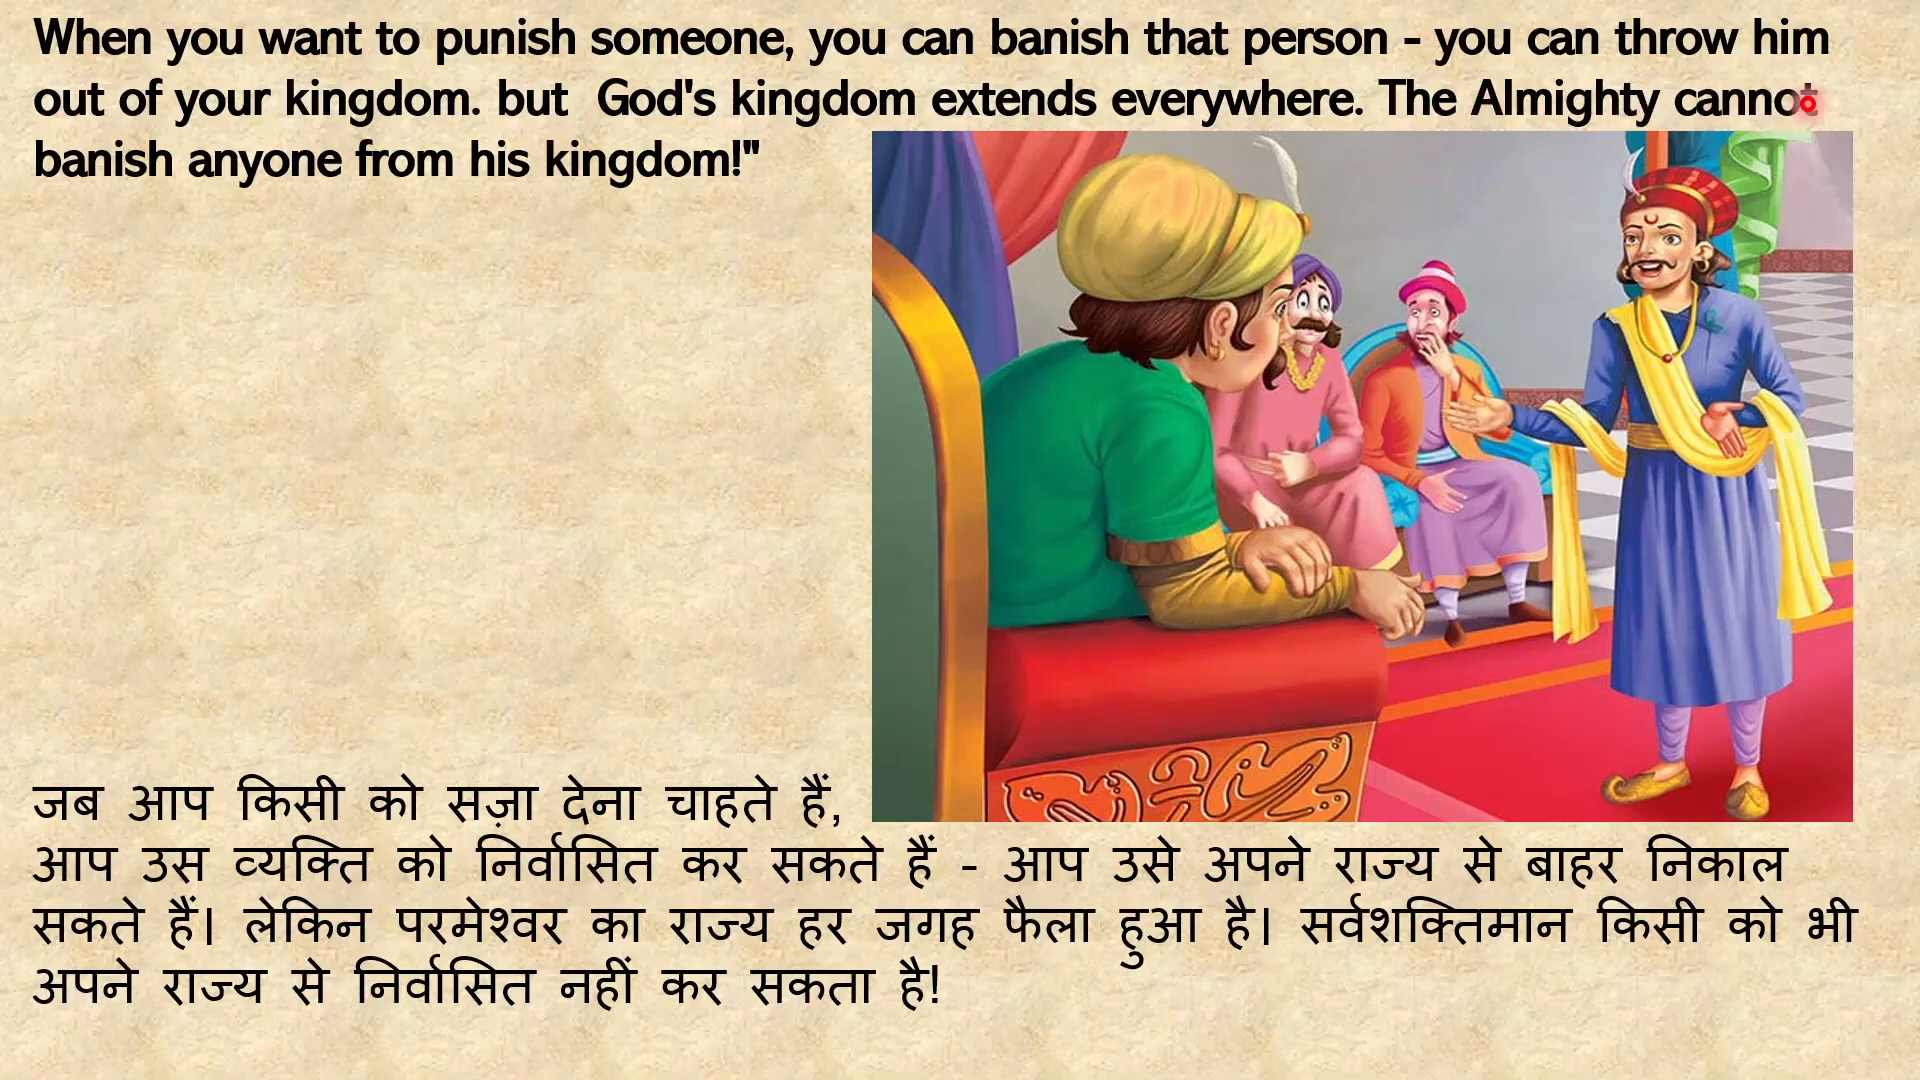 When you want to punish someone, you can banish that person - you can throw him
out of your kingdom. but  God's kingdom extends everywhere. The Almighty cannot
banish anyone from his kingdom!"
जब आप किसी को सज़ा देना चाहते हैं,
आप उस व्यक्ति को निर्वासित कर सकते हैं - आप उसे अपने राज्य से बाहर निकाल
सकते हैं। लेकिन परमेश्वर का राज्य हर जगह फैला हुआ है। सर्वशक्तिमान किसी को भी
अपने राज्य से निर्वासित नहीं कर सकता है!